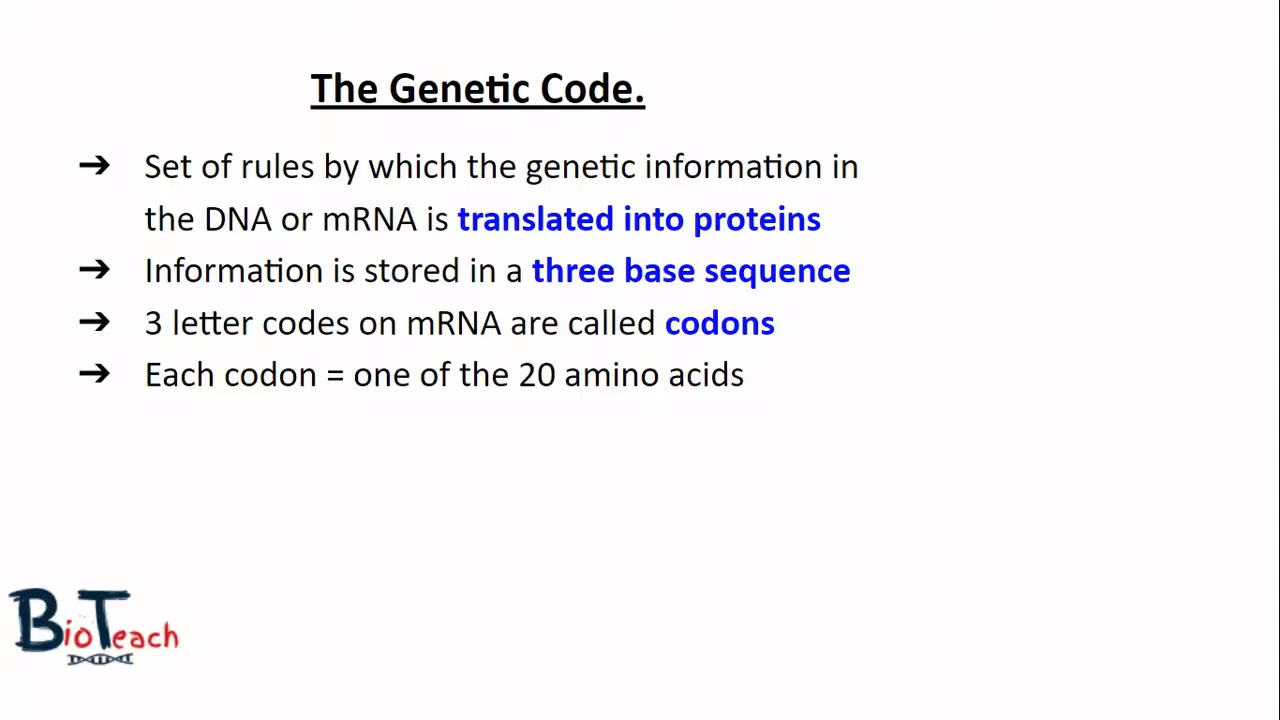 The Genetic Code.
➔ Set of rules by which the genetic information in
the DNA or mRNA is translated into proteins
➔ Information is stored in a three base sequence
➔ 3 letter codes on mRNA are called codons
➔ Each codon = one of the 20 amino acids
BioTeach